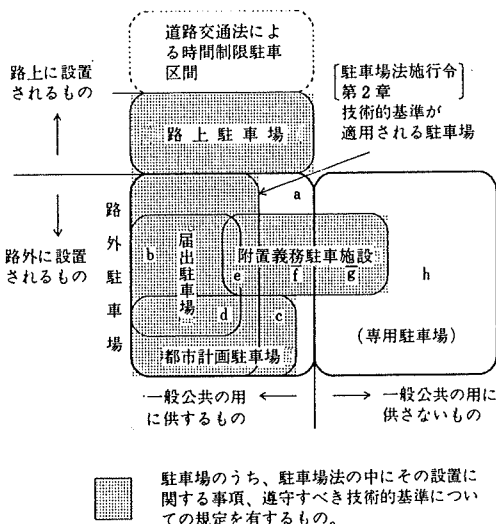 道路交通法によ
る時間制限駐車
区間
路上に設置
されるもの
駐車場法施行令
第2章
技術的基準が
適用される駐車場
路上駐車場
路外に設置
されるもの
路外駐車場
a
b
届出駐車場
附置義務駐車施設
e
f
g
h
d
c
(専用駐車場)
都市計画駐車場
一般公共の用
に供するもの
一般公共の用に
供さないもの
駐車場のうち、駐車場法の中にその設置に
関する事項、遵守すべき技術的基準につい
ての規定を有するもの。